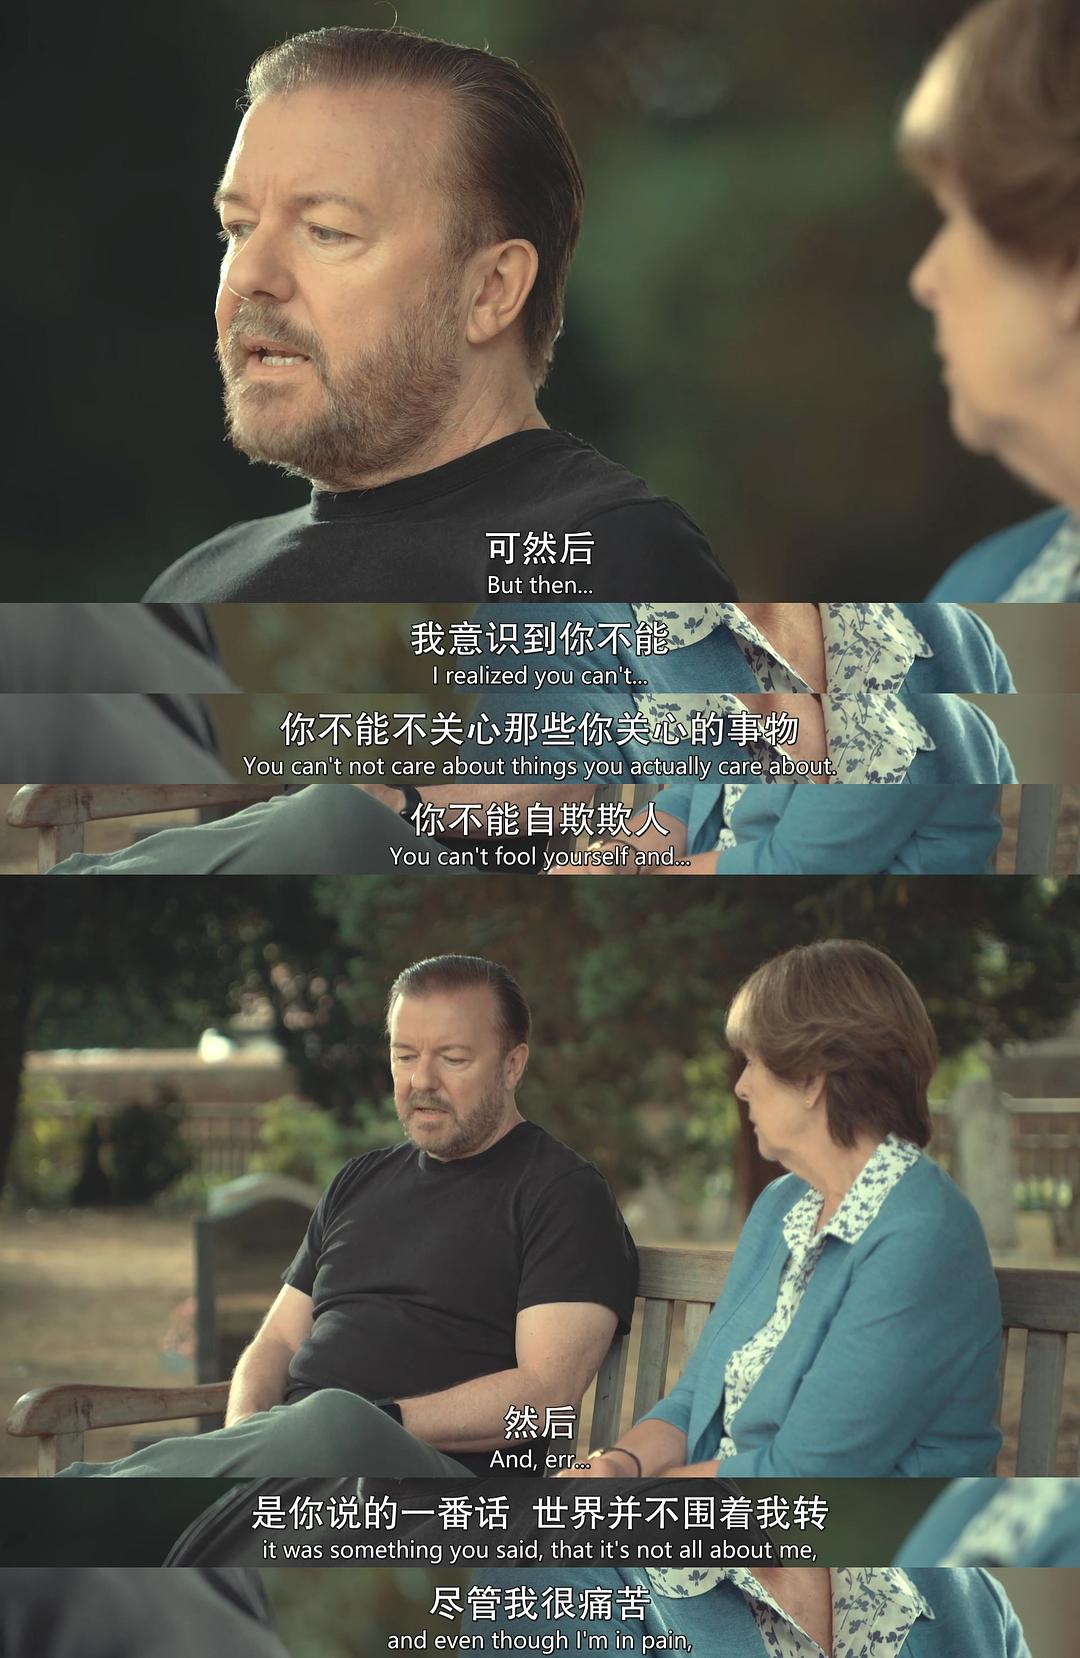 可然后
But then...
我意识到你不能
I realized you can't...
你不能不关心那些你关心的事物
You can't not care about things you actually care about.
你不能自欺欺人
You can't fool yourself and...
然后
And, err...
是你说的一番话 世界并不围着我转
it was something you said, that it's not all about me,
尽管我很痛苦
and even though I'm in pain,